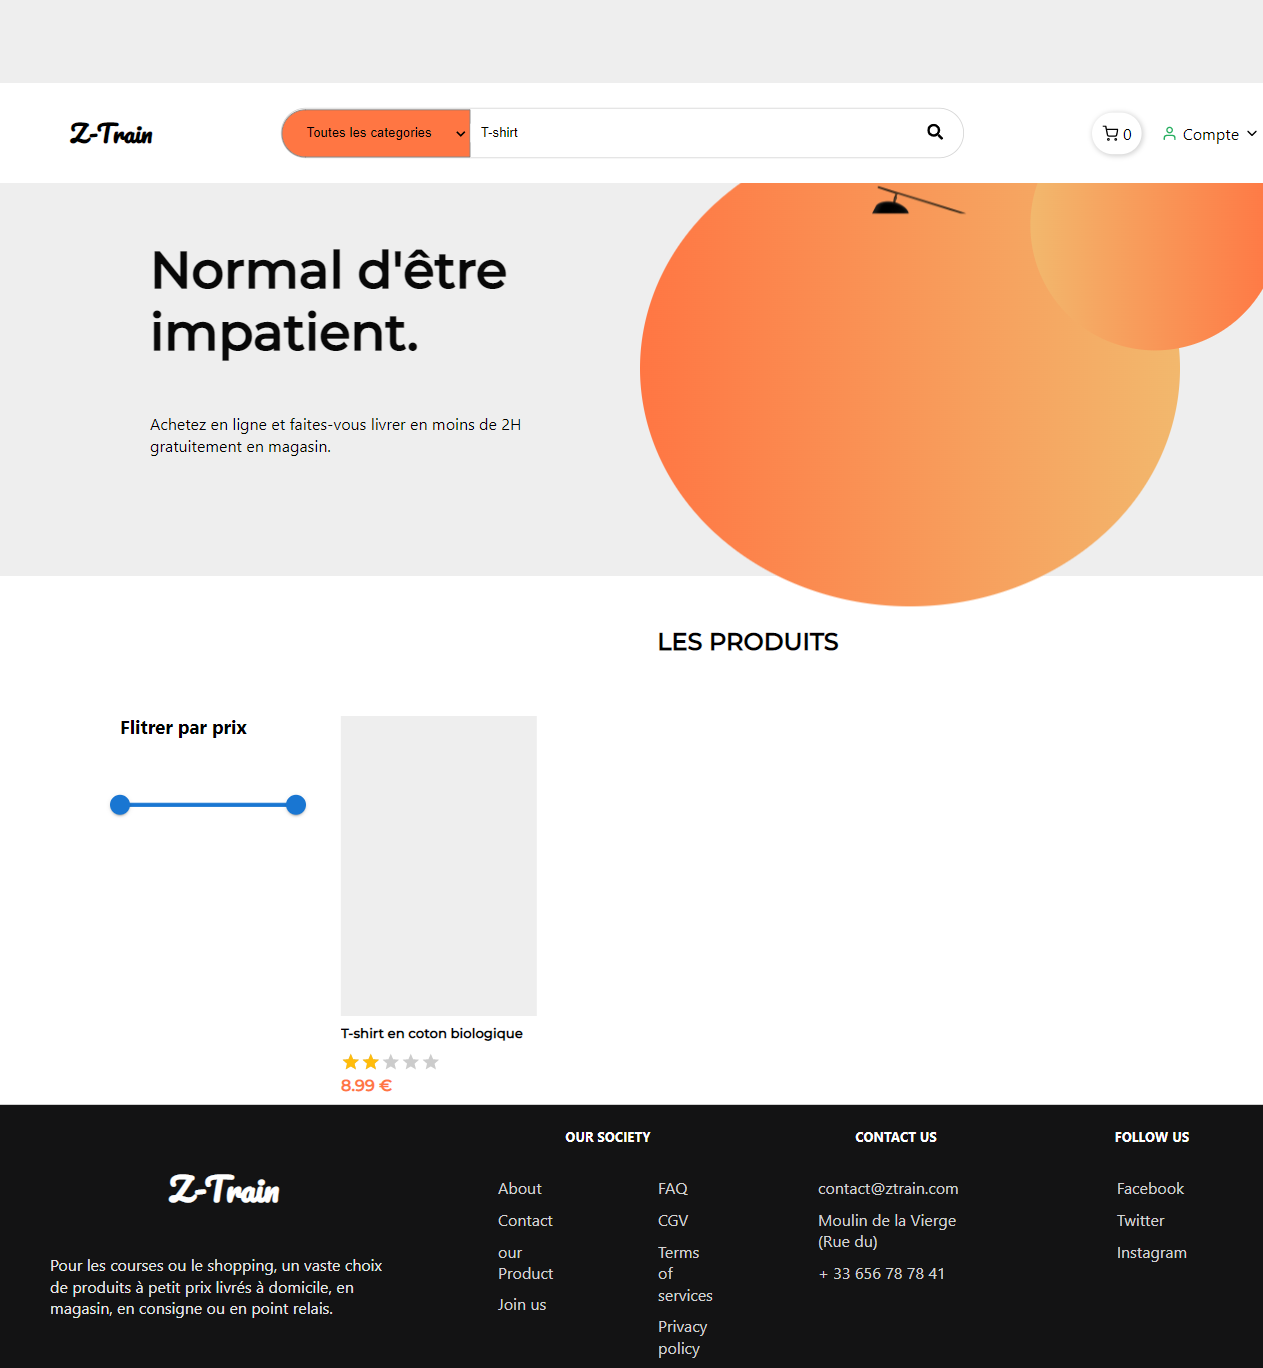 Z-Train
Toutes les categories
T-shirt
0
Compte
Normal d'être
impatient.
Achetez en ligne et faites-vous livrer en moins de 2H
gratuitement en magasin.
LES PRODUITS
Flitrer par prix
T-shirt en coton biologique
8.99 €
Z-Train
Pour les courses ou le shopping, un vaste choix
de produits à petit prix livrés à domicile, en
magasin, en consigne ou en point relais.
OUR SOCIETY
About
Contact
our
Product
Join us
FAQ
CGV
Terms
of
services
Privacy
policy
CONTACT US
contact@ztrain.com
Moulin de la Vierge
(Rue du)
+ 33 656 78 78 41
FOLLOW US
Facebook
Twitter
Instagram